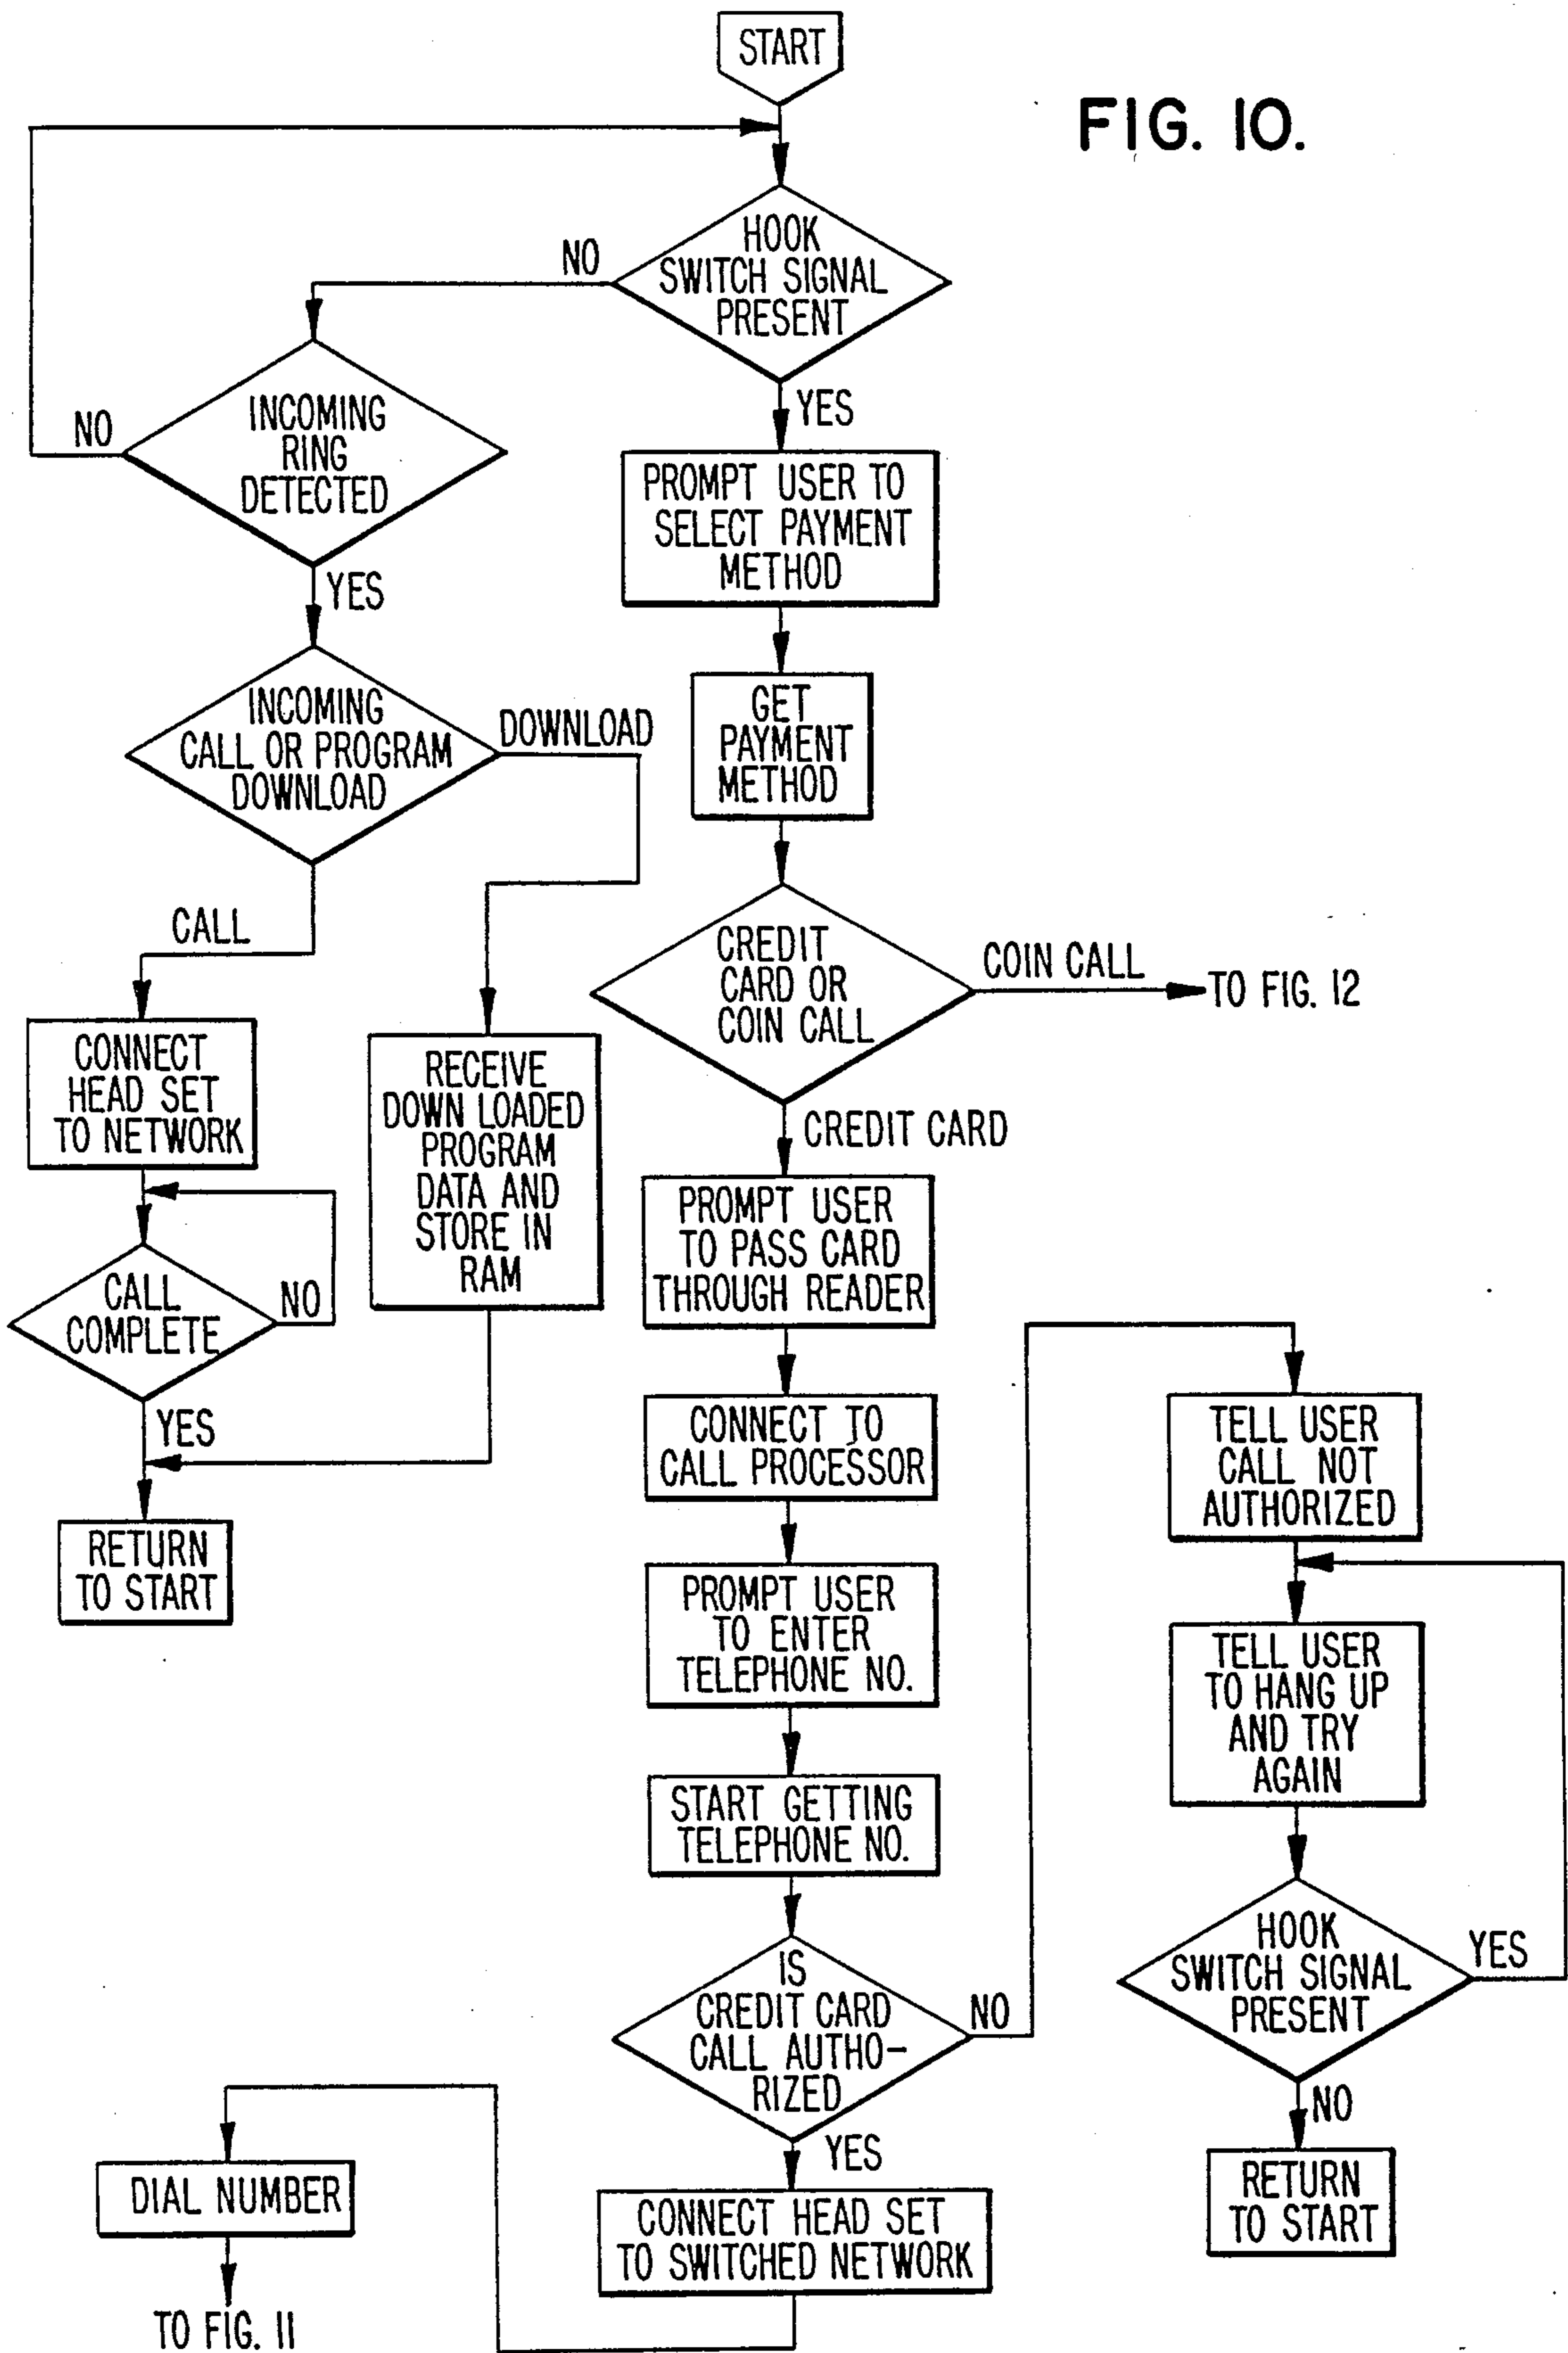 START
FIG. 10.
HOOK
SWITCH SIGNAL
PRESENT
NO
YES
INCOMING
RING
DETECTED
NO
YES
PROMPT USER TO
SELECT PAYMENT
METHOD
INCOMING
CALL OR PROGRAM
DOWNLOAD
DOWNLOAD
CALL
GET
PAYMENT
METHOD
CREDIT
CARD OR
COIN CALL
COIN CALL
TO FIG. 12
CREDIT CARD
CONNECT
HEAD SET
TO NETWORK
RECEIVE
DOWN LOADED
PROGRAM
DATA AND
STORE IN
RAM
CALL
COMPLETE
NO
YES
RETURN
TO START
PROMPT USER
TO PASS CARD
THROUGH READER
CONNECT TO
CALL PROCESSOR
PROMPT USER
TO ENTER
TELEPHONE NO.
START GETTING
TELEPHONE NO.
IS
CREDIT CARD
CALL AUTHO-
RIZED
NO
YES
TELL USER
CALL NOT
AUTHORIZED
TELL USER
TO HANG UP
AND TRY
AGAIN
HOOK
SWITCH SIGNAL
PRESENT
YES
NO
RETURN
TO START
CONNECT HEAD SET
TO SWITCHED NETWORK
DIAL NUMBER
TO FIG. 11